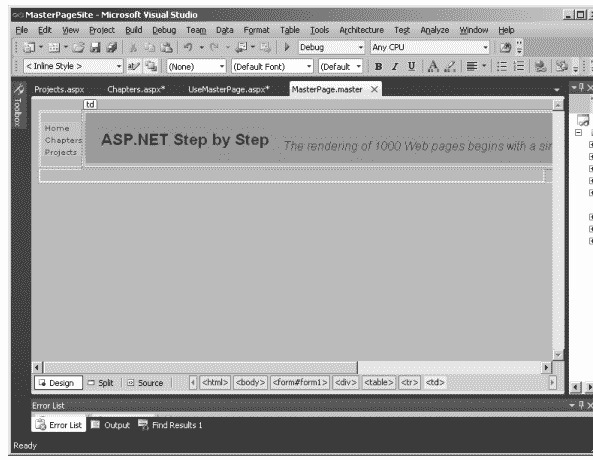 MasterPageSite - Microsoft Visual Studio
File Edit View Project Build Debug Team Data Format Table Tools Architecture Test Analyze Window Help
Debug Any CPU
< Inline Style > (None) (Default Font) (Default B I U A
Projects.aspx Chapters.aspx* UseMasterPage.aspx* MasterPage.master ×
Toolbox
td
Home
Chapters
Projects
ASP.NET Step by Step
The rendering of 1000 Web pages begins with a sin
Design Split Source <html> <body> <form#form1> <div> <table> <tr> <td>
Error List
Error List Output Find Results 1
Ready